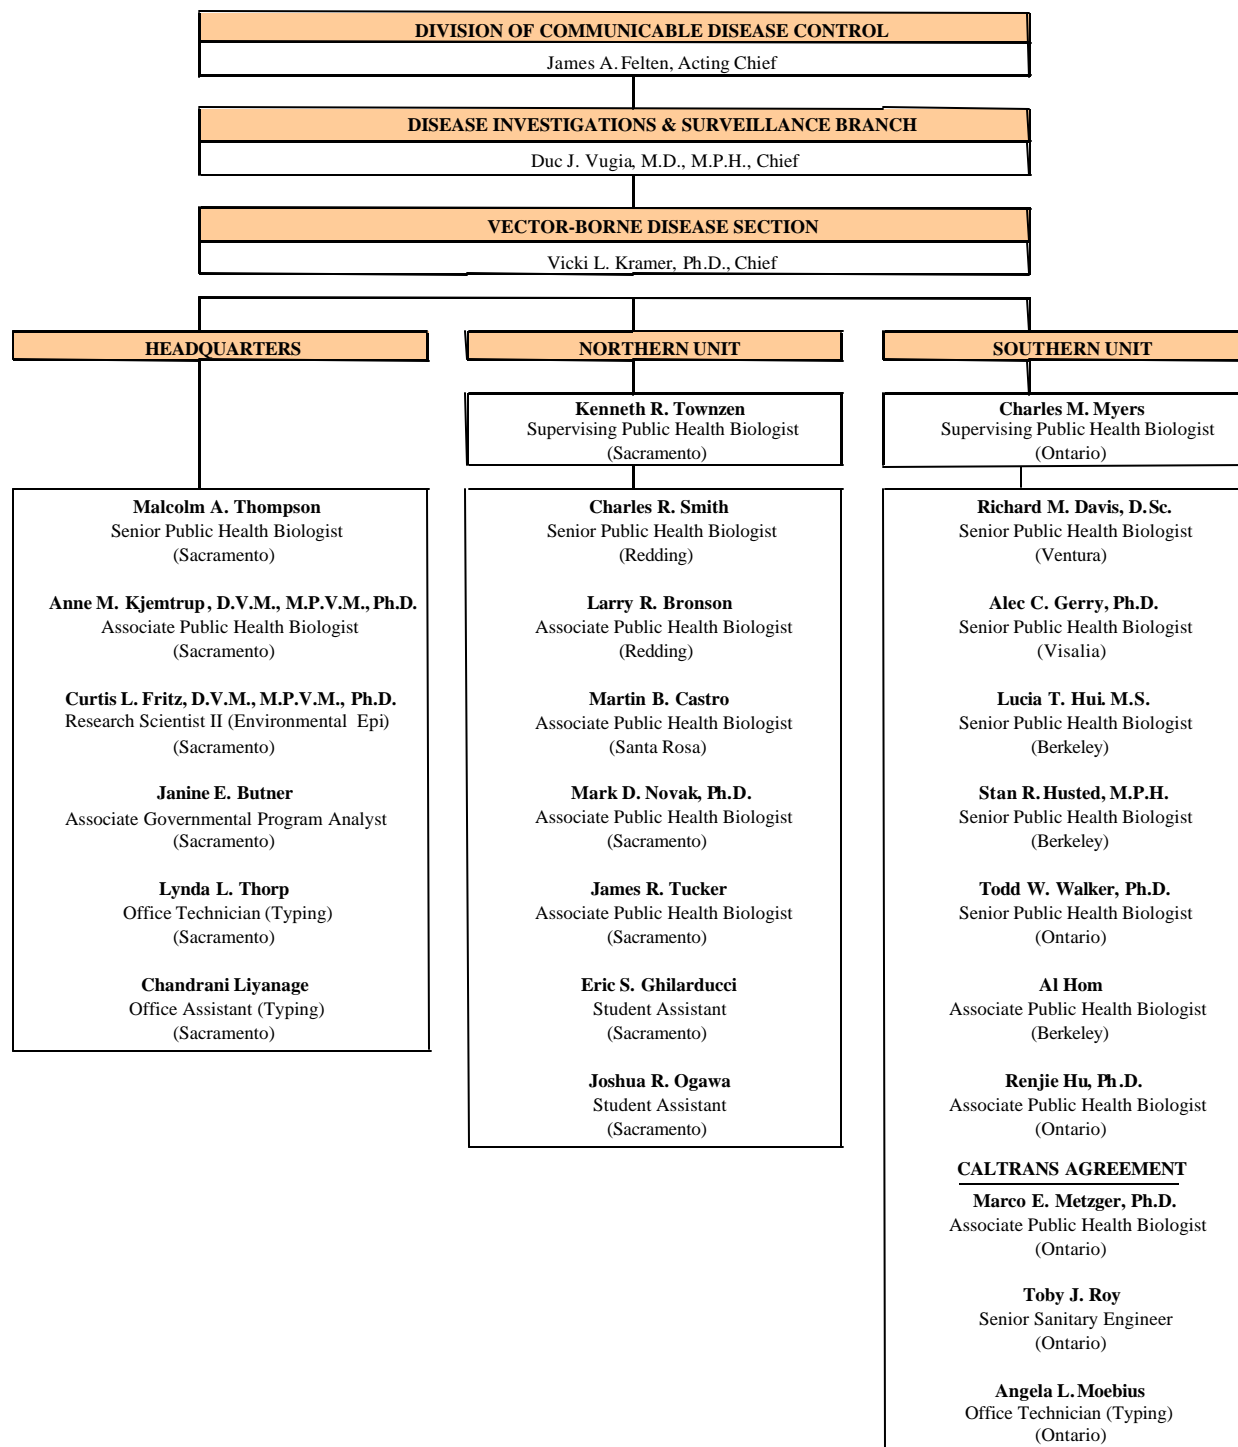 DIVISION OF COMMUNICABLE DISEASE CONTROL
James A. Felten, Acting Chief
DISEASE INVESTIGATIONS & SURVEILLANCE BRANCH
Duc J. Vugia, M.D., M.P.H., Chief
VECTOR-BORNE DISEASE SECTION
Vicki L. Kramer, Ph.D., Chief
HEADQUARTERS
Malcolm A. Thompson
Senior Public Health Biologist
(Sacramento)
Anne M. Kjemtrup, D.V.M., M.P.V.M., Ph.D.
Associate Public Health Biologist
(Sacramento)
Curtis L. Fritz, D.V.M., M.P.V.M., Ph.D.
Research Scientist II (Environmental Epi)
(Sacramento)
Janine E. Butner
Associate Governmental Program Analyst
(Sacramento)
Lynda L. Thorp
Office Technician (Typing)
(Sacramento)
Chandrani Liyanage
Office Assistant (Typing)
(Sacramento)
NORTHERN UNIT
Kenneth R. Townzen
Supervising Public Health Biologist
(Sacramento)
Charles R. Smith
Senior Public Health Biologist
(Redding)
Larry R. Bronson
Associate Public Health Biologist
(Redding)
Martin B. Castro
Associate Public Health Biologist
(Santa Rosa)
Mark D. Novak, Ph.D.
Associate Public Health Biologist
(Sacramento)
James R. Tucker
Associate Public Health Biologist
(Sacramento)
Eric S. Ghilarducci
Student Assistant
(Sacramento)
Joshua R. Ogawa
Student Assistant
(Sacramento)
SOUTHERN UNIT
Charles M. Myers
Supervising Public Health Biologist
(Ontario)
Richard M. Davis, D.Sc.
Senior Public Health Biologist
(Ventura)
Alec C. Gerry, Ph.D.
Senior Public Health Biologist
(Visalia)
Lucia T. Hui. M.S.
Senior Public Health Biologist
(Berkeley)
Stan R. Husted, M.P.H.
Senior Public Health Biologist
(Berkeley)
Todd W. Walker, Ph.D.
Senior Public Health Biologist
(Ontario)
Al Hom
Associate Public Health Biologist
(Berkeley)
Renjie Hu, Ph.D.
Associate Public Health Biologist
(Ontario)
CALTRANS AGREEMENT
Marco E. Metzger, Ph.D.
Associate Public Health Biologist
(Ontario)
Toby J. Roy
Senior Sanitary Engineer
(Ontario)
Angela L. Moebius
Office Technician (Typing)
(Ontario)